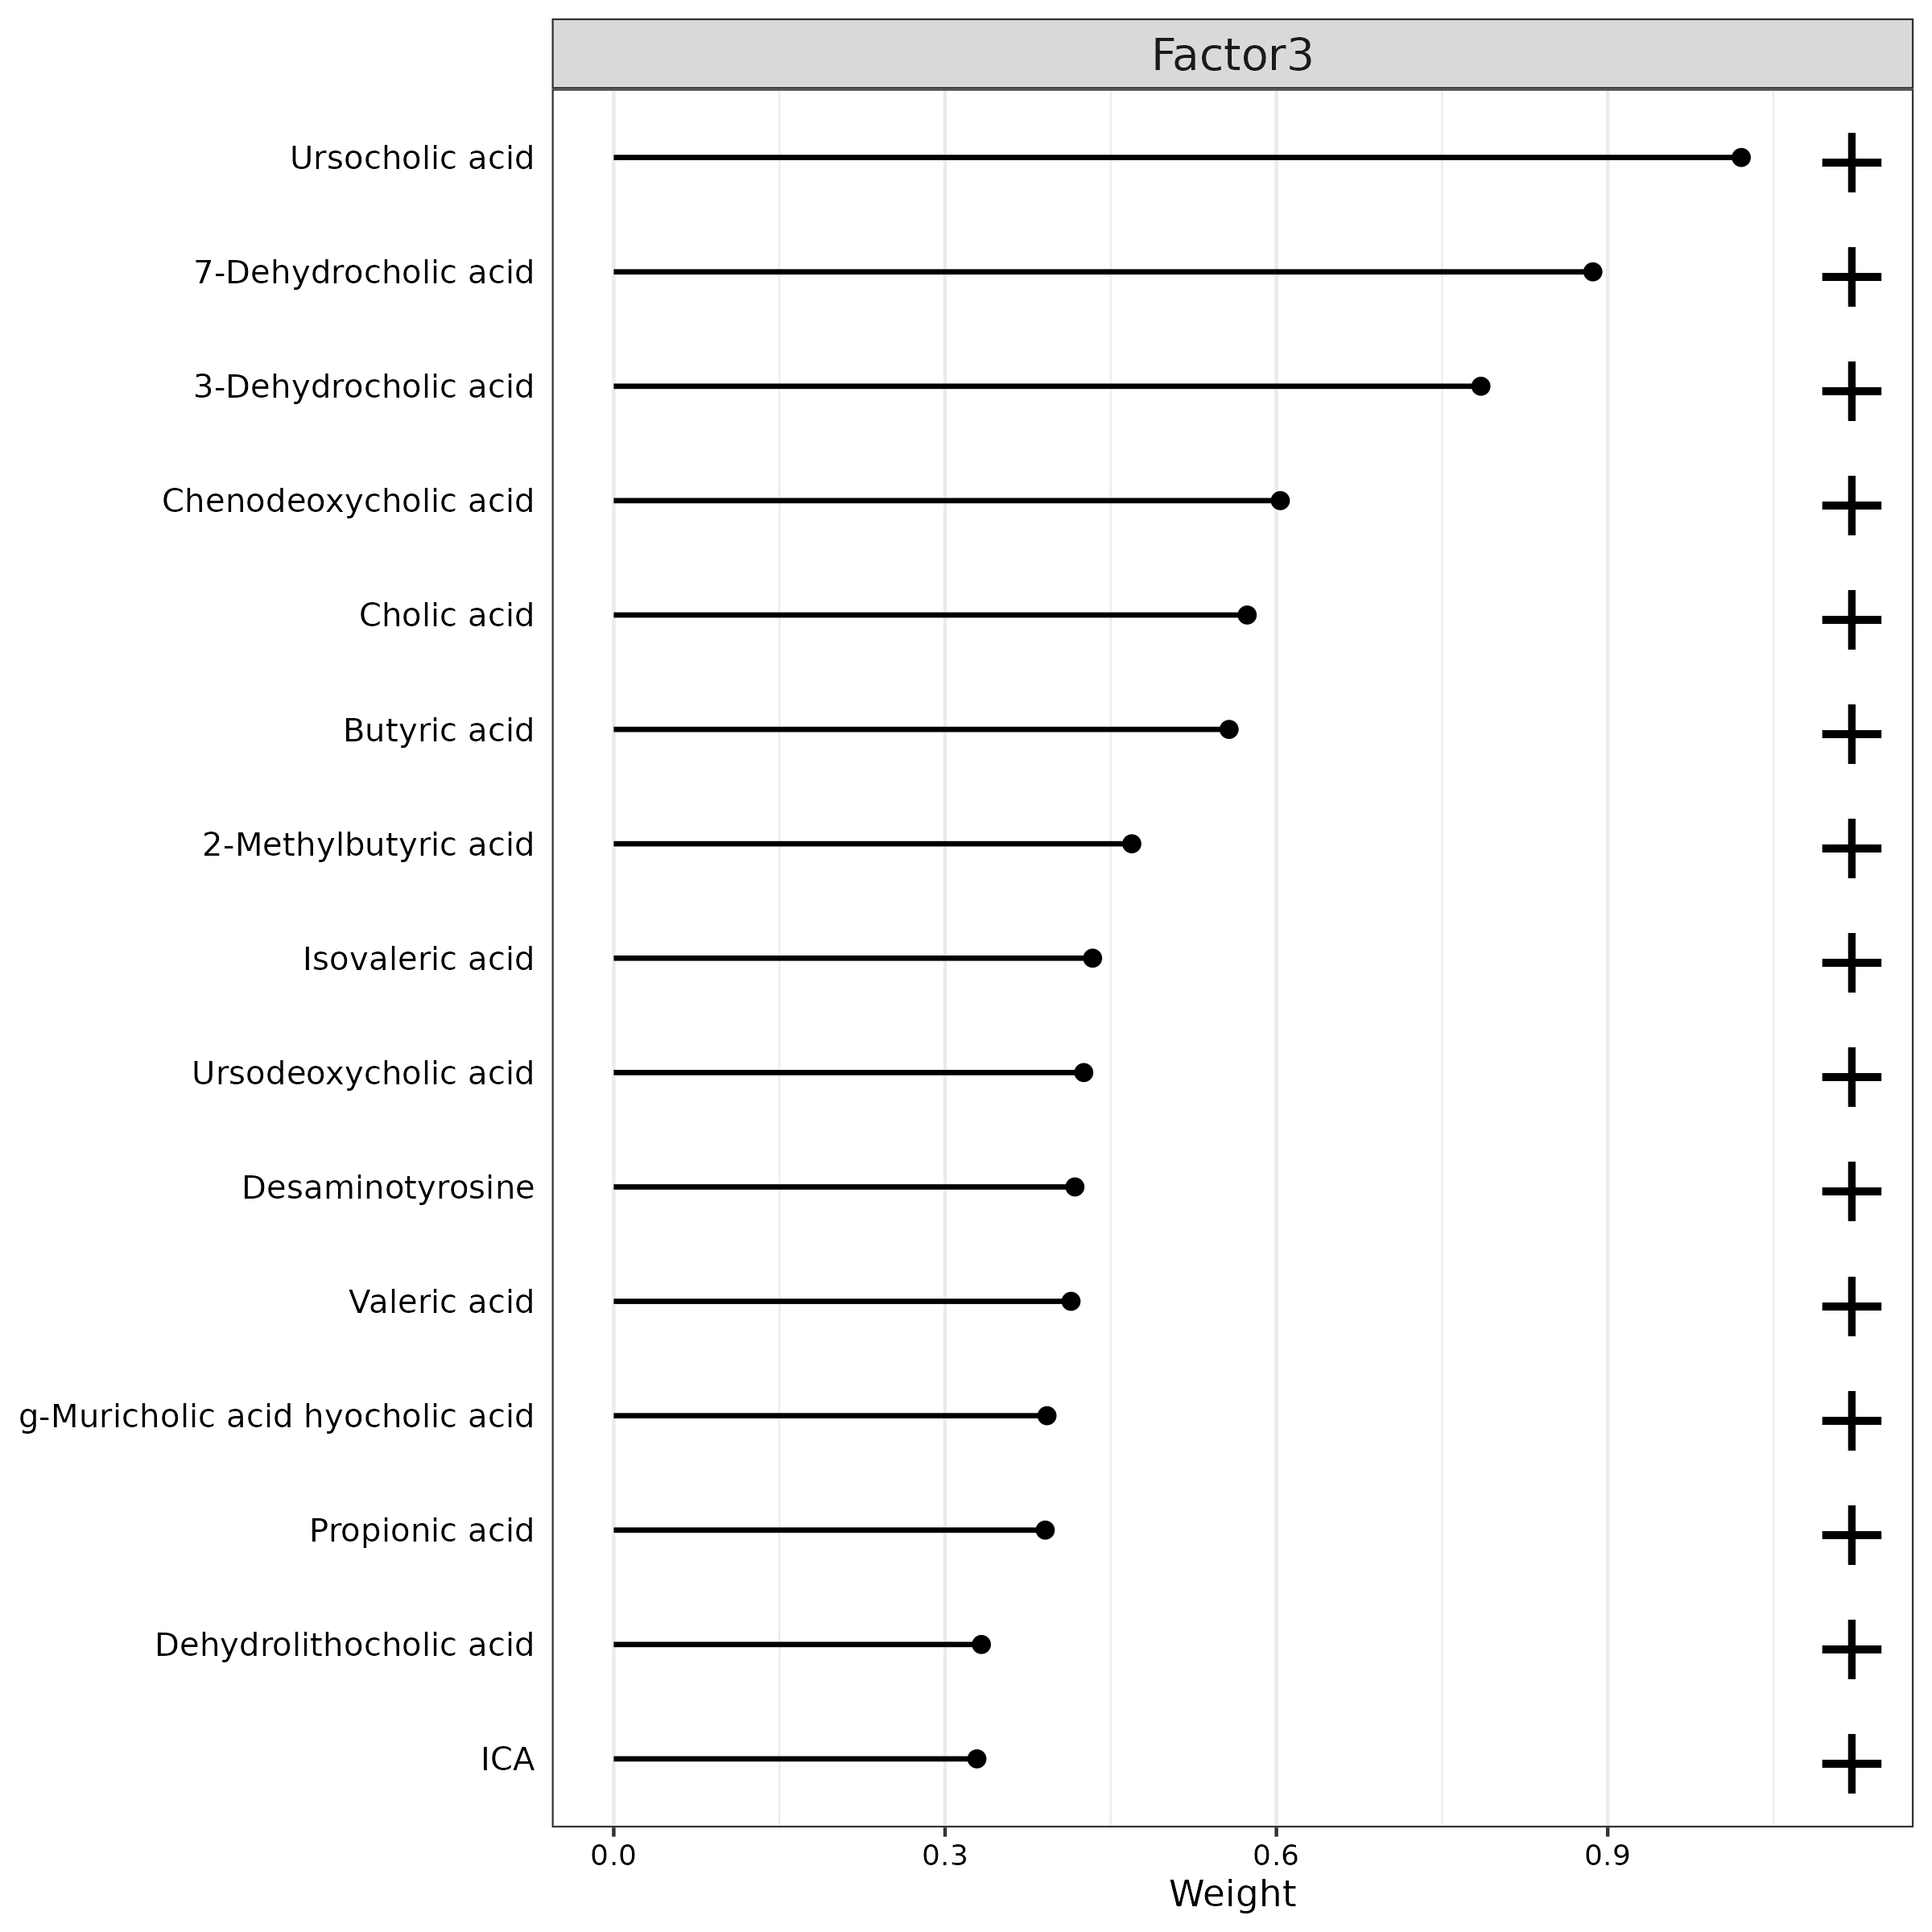 Factor3
Ursocholic acid
7-Dehydrocholic acid
3-Dehydrocholic acid
Chenodeoxycholic acid
Cholic acid
Butyric acid
2-Methylbutyric acid
Isovaleric acid
Ursodeoxycholic acid
Desaminotyrosine
Valeric acid
g-Muricholic acid hyocholic acid
Propionic acid
Dehydrolithocholic acid
ICA
0.0 0.3 0.6 0.9
Weight